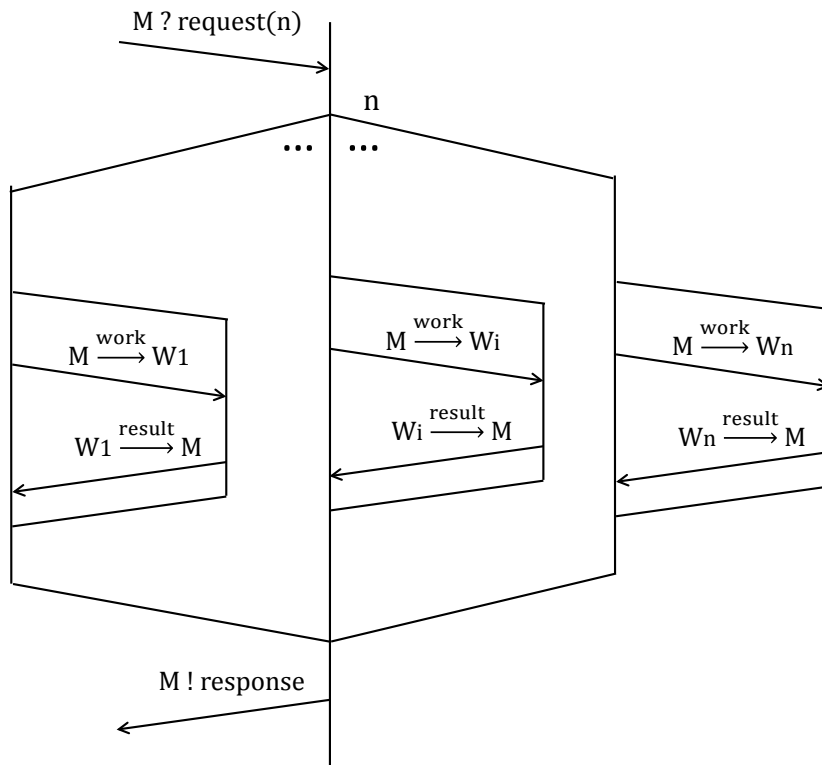 M ? request(n)
n
... ...
work
M ⟶ W1
work
M ⟶ Wi
work
M ⟶ Wn
result
W1 ⟶ M
result
Wi ⟶ M
result
Wn ⟶ M
M ! response